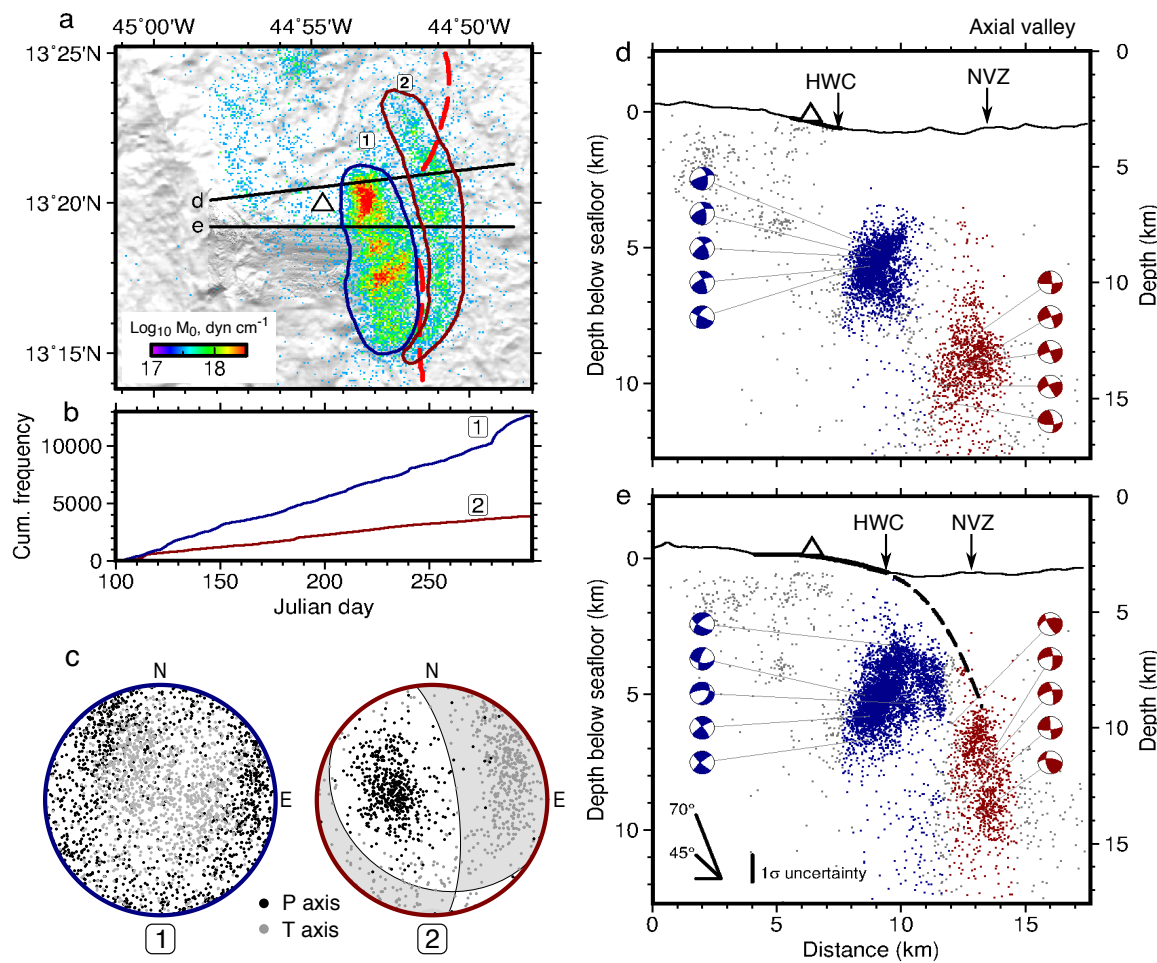 a
45°00'W 44°52' 44°50'W
13°25'N
13°20'N
13°15'N
2
1
d
e
Log10 M0, dyn cm-1
17 18
b
Cum. frequency
10000
5000
0
1
2
100 150 200 250
Julian day
c
N N
E E
P axis
T axis
1 2
d
Axial valley
HWC NVZ
Depth below seafloor (km)
0
5
10
Depth (km)
0
5
10
15
e
HWC NVZ
Depth below seafloor (km)
0
5
10
Depth (km)
0
5
10
15
70°
45°
1σ uncertainty
0 5 10 15
Distance (km)